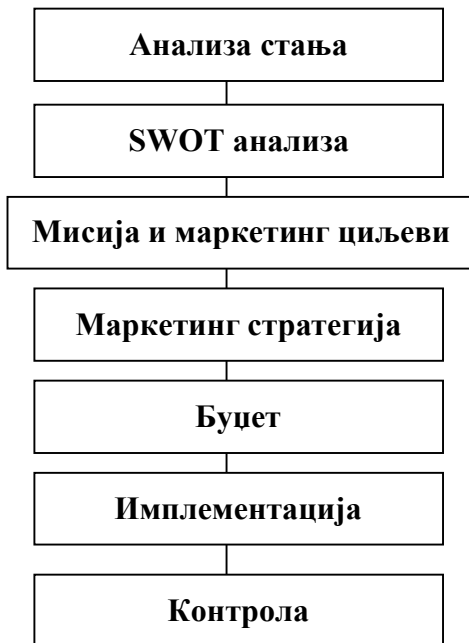 Анализа стања
SWOT анализа
Мисија и маркетинг циљеви
Маркетинг стратегија
Буџет
Имплементација
Контрола